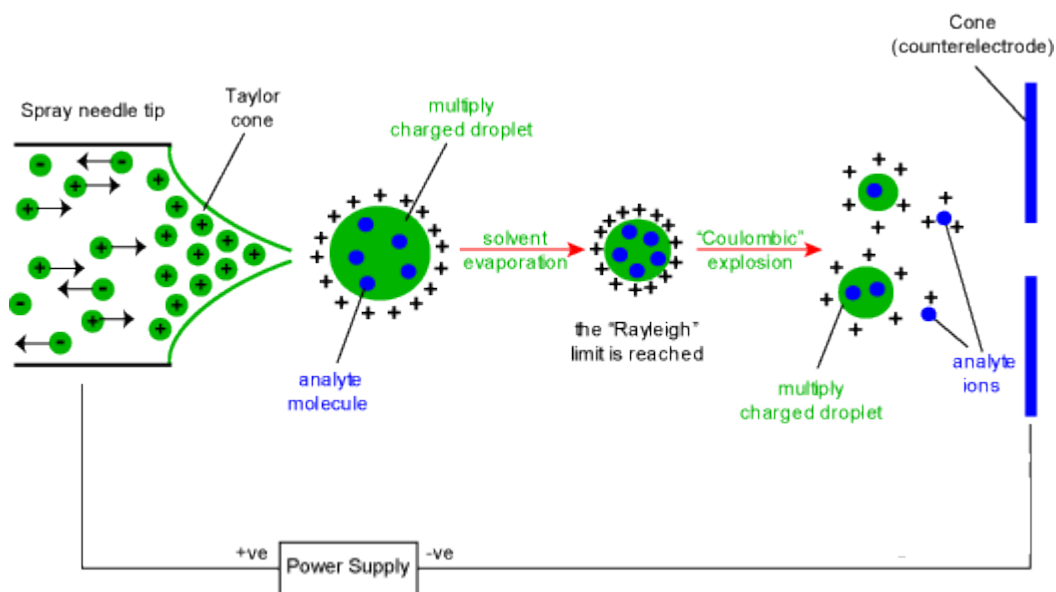 Cone
(counterelectrode)
Spray needle tip
Taylor
cone
multiply
charged droplet
solvent
evaporation
"Coulombic"
explosion
the "Rayleigh"
limit is reached
analyte
molecule
multiply
charged droplet
analyte
ions
+ve
Power Supply
-ve